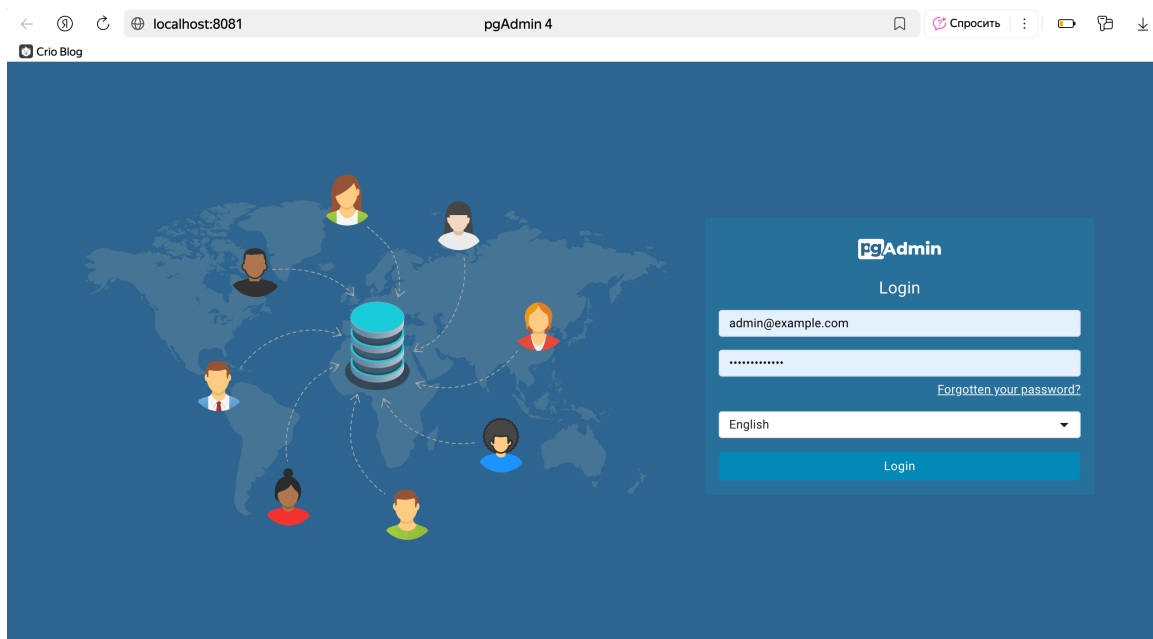 localhost:8081 pgAdmin 4 Спросить
Crio Blog
pgAdmin
Login
admin@example.com
•••••••••••••
Forgotten your password?
English
Login